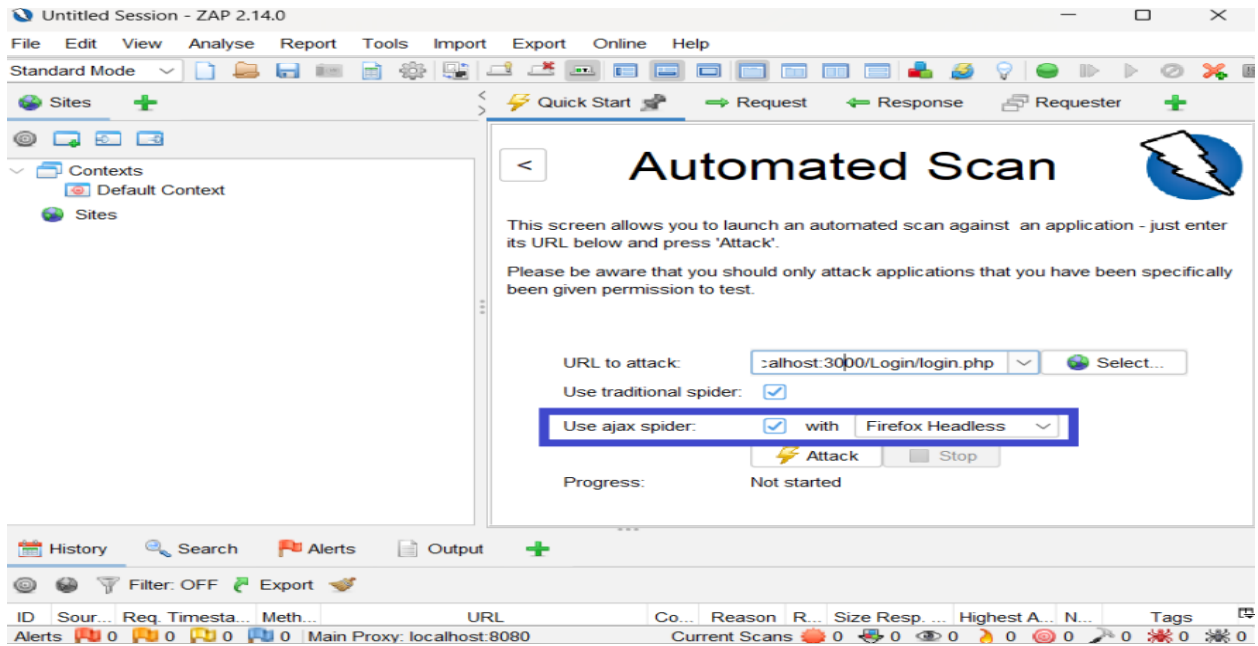 Untitled Session - ZAP 2.14.0
File Edit View Analyse Report Tools Import Export Online Help
Standard Mode
Sites
Quick Start Request Response Requester
<
Automated Scan
Contexts
Default Context
Sites
This screen allows you to launch an automated scan against an application - just enter
its URL below and press 'Attack'.
Please be aware that you should only attack applications that you have been specifically
been given permission to test.
URL to attack: :alhost:3000/Login/login.php Select...
Use traditional spider:
Use ajax spider: with Firefox Headless
Attack Stop
Progress: Not started
History Search Alerts Output
Filter: OFF Export
ID Sour... Req. Timesta... Meth... URL Co... Reason R... Size Resp. ... Highest A... N... Tags
Alerts 0 0 0 0 Main Proxy: localhost:8080 Current Scans 0 0 0 0 0 0 0 0